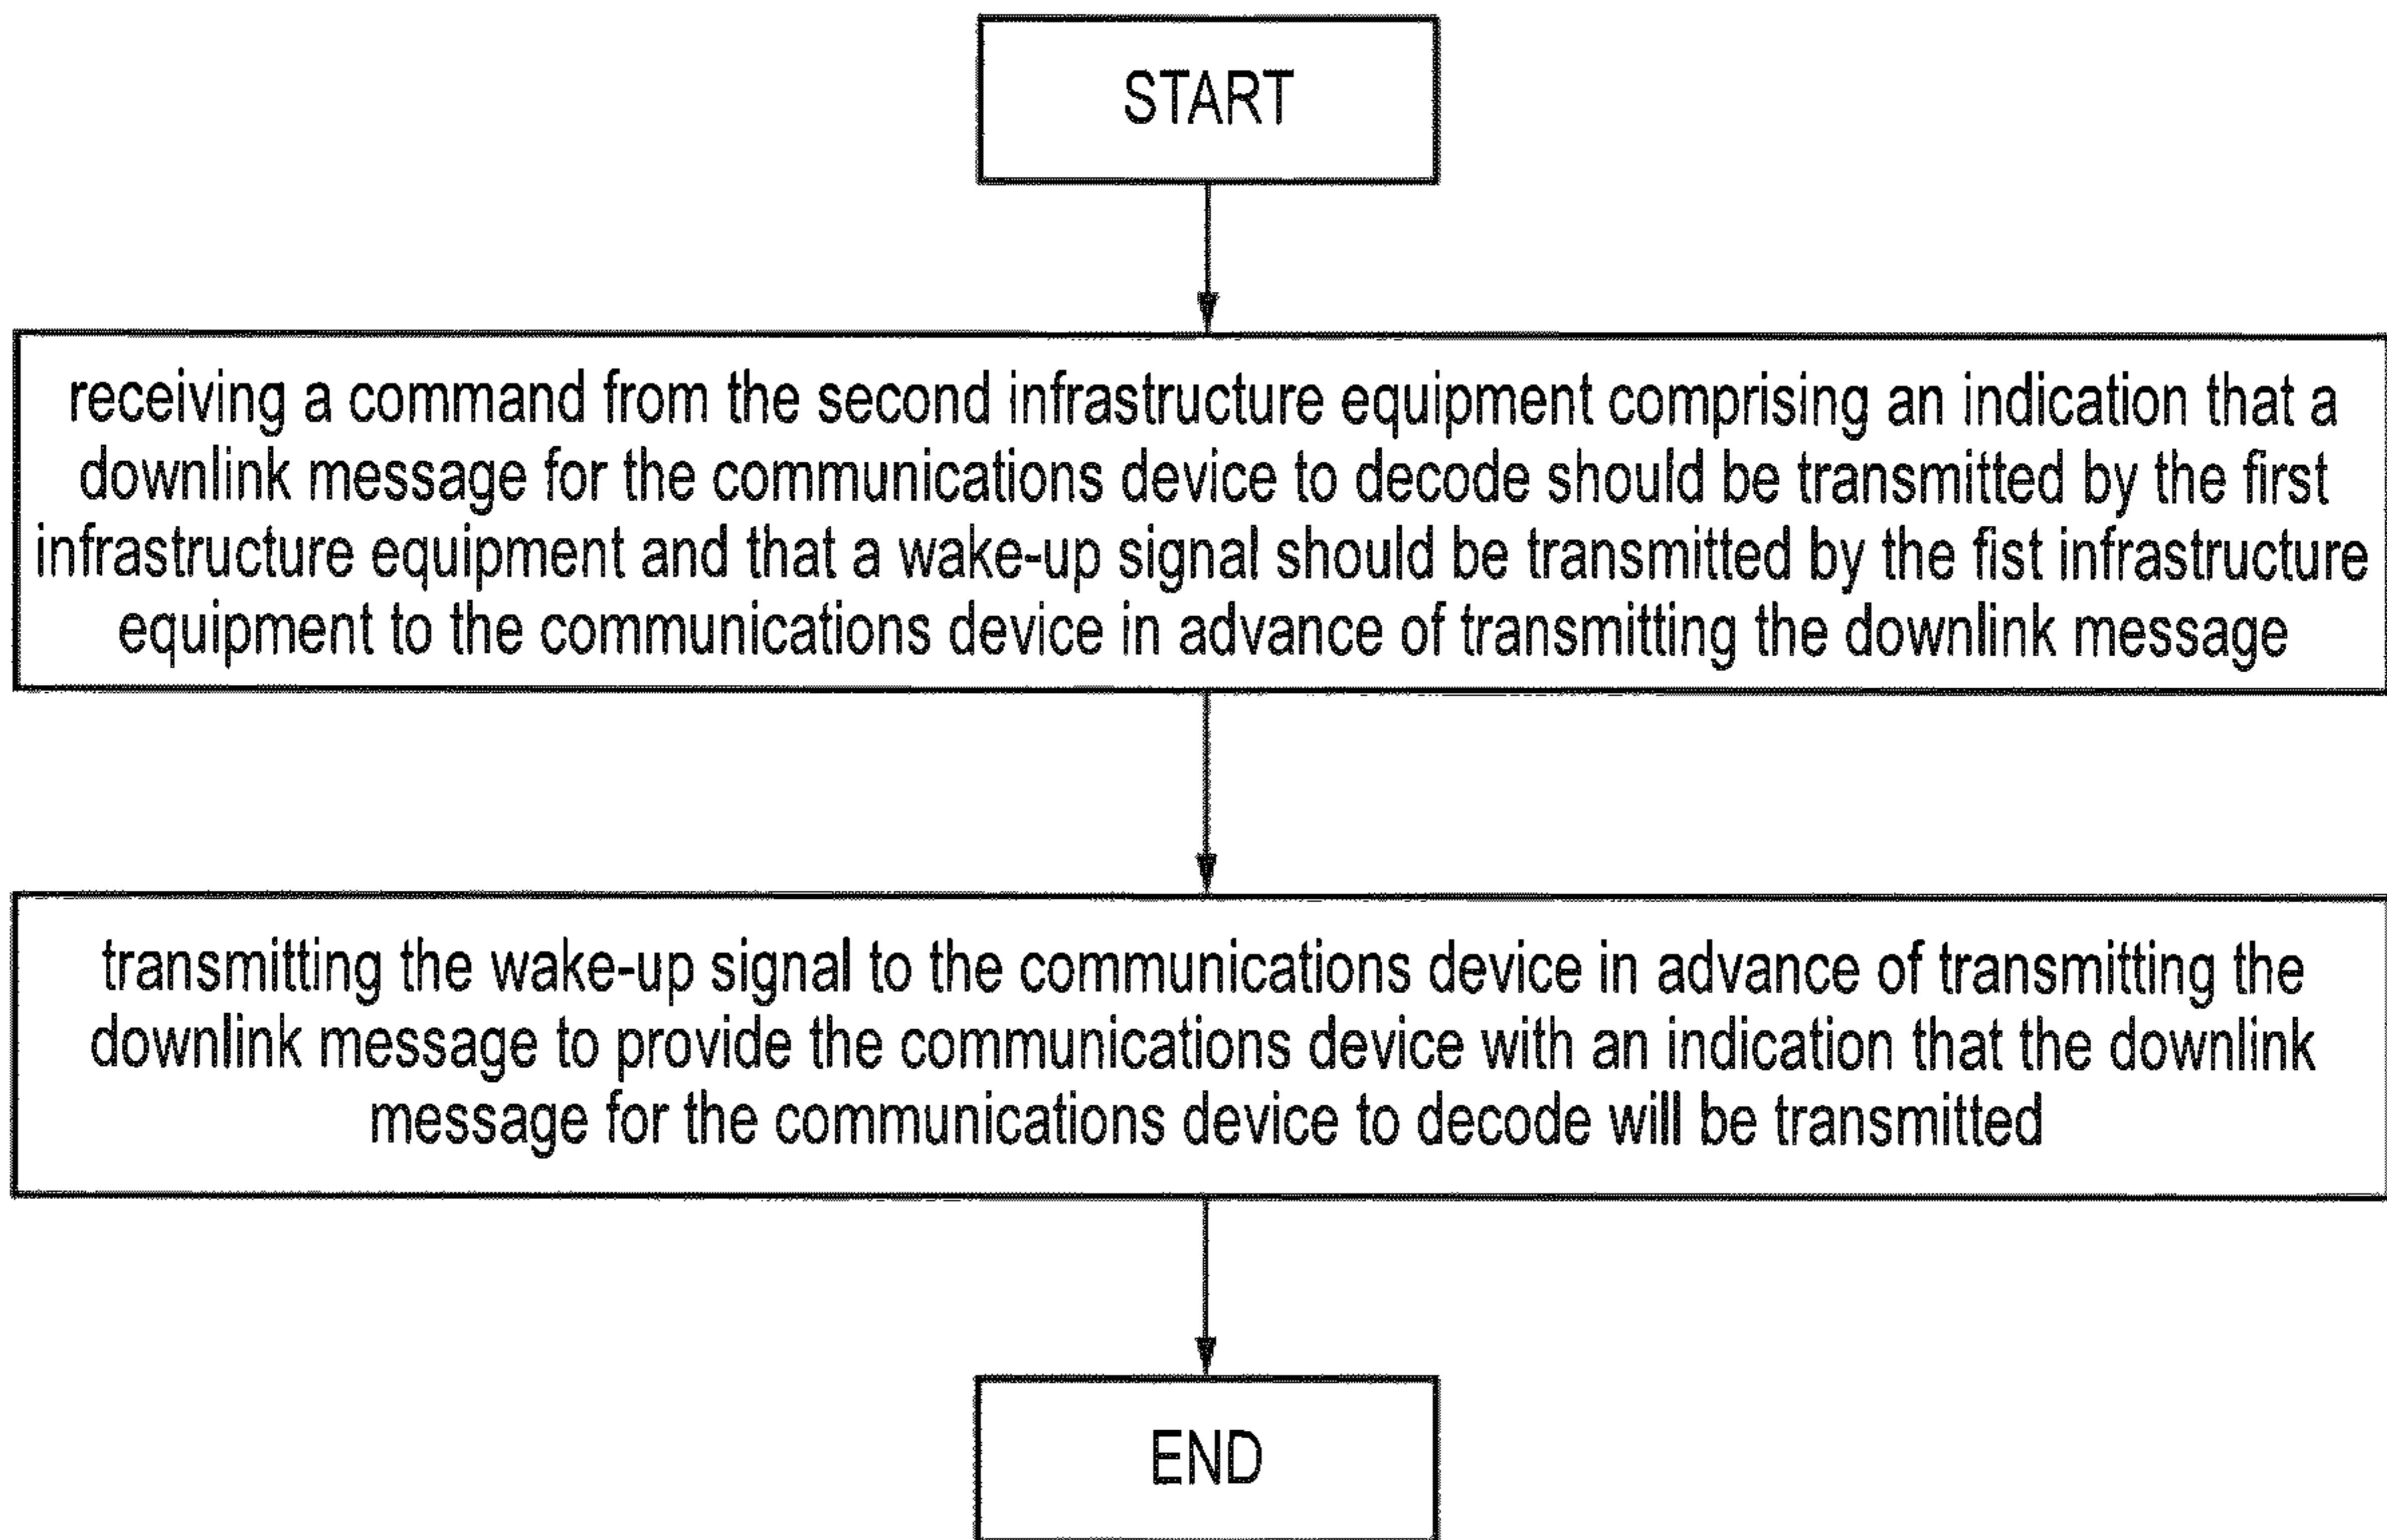 START
receiving a command from the second infrastructure equipment comprising an indication that a
downlink message for the communications device to decode should be transmitted by the first
infrastructure equipment and that a wake-up signal should be transmitted by the fist infrastructure
equipment to the communications device in advance of transmitting the downlink message
transmitting the wake-up signal to the communications device in advance of transmitting the
downlink message to provide the communications device with an indication that the downlink
message for the communications device to decode will be transmitted
END